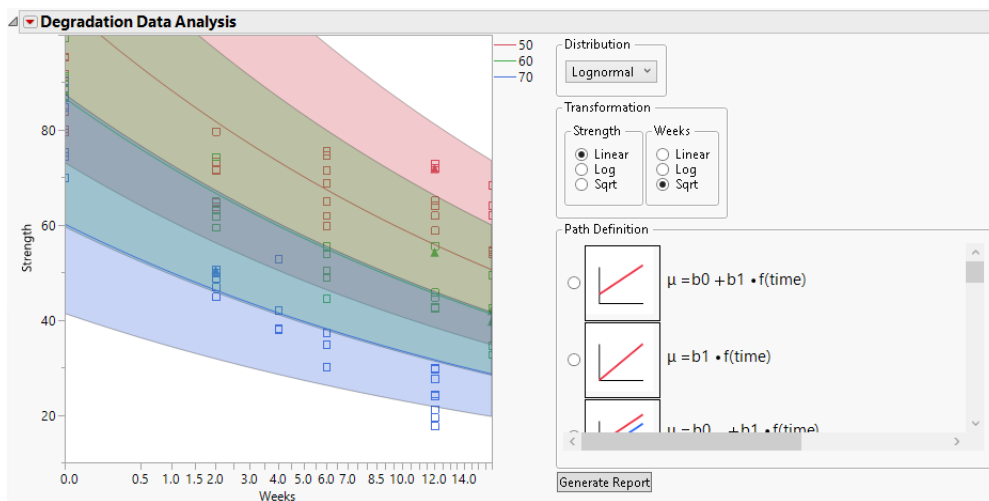 Degradation Data Analysis
50
60
70
80
60
40
20
Strength
0.0 0.5 1.0 1.5 2.0 3.0 4.0 5.0 6.0 7.0 8.5 10.0 12.0 14.0
Weeks
Distribution
Lognormal
Transformation
Strength Weeks
Linear Linear
Log Log
Sqrt Sqrt
Path Definition
μ =b0 +b1 •f(time)
μ =b1 •f(time)
μ =b0 +b1 •f(time)
Generate Report